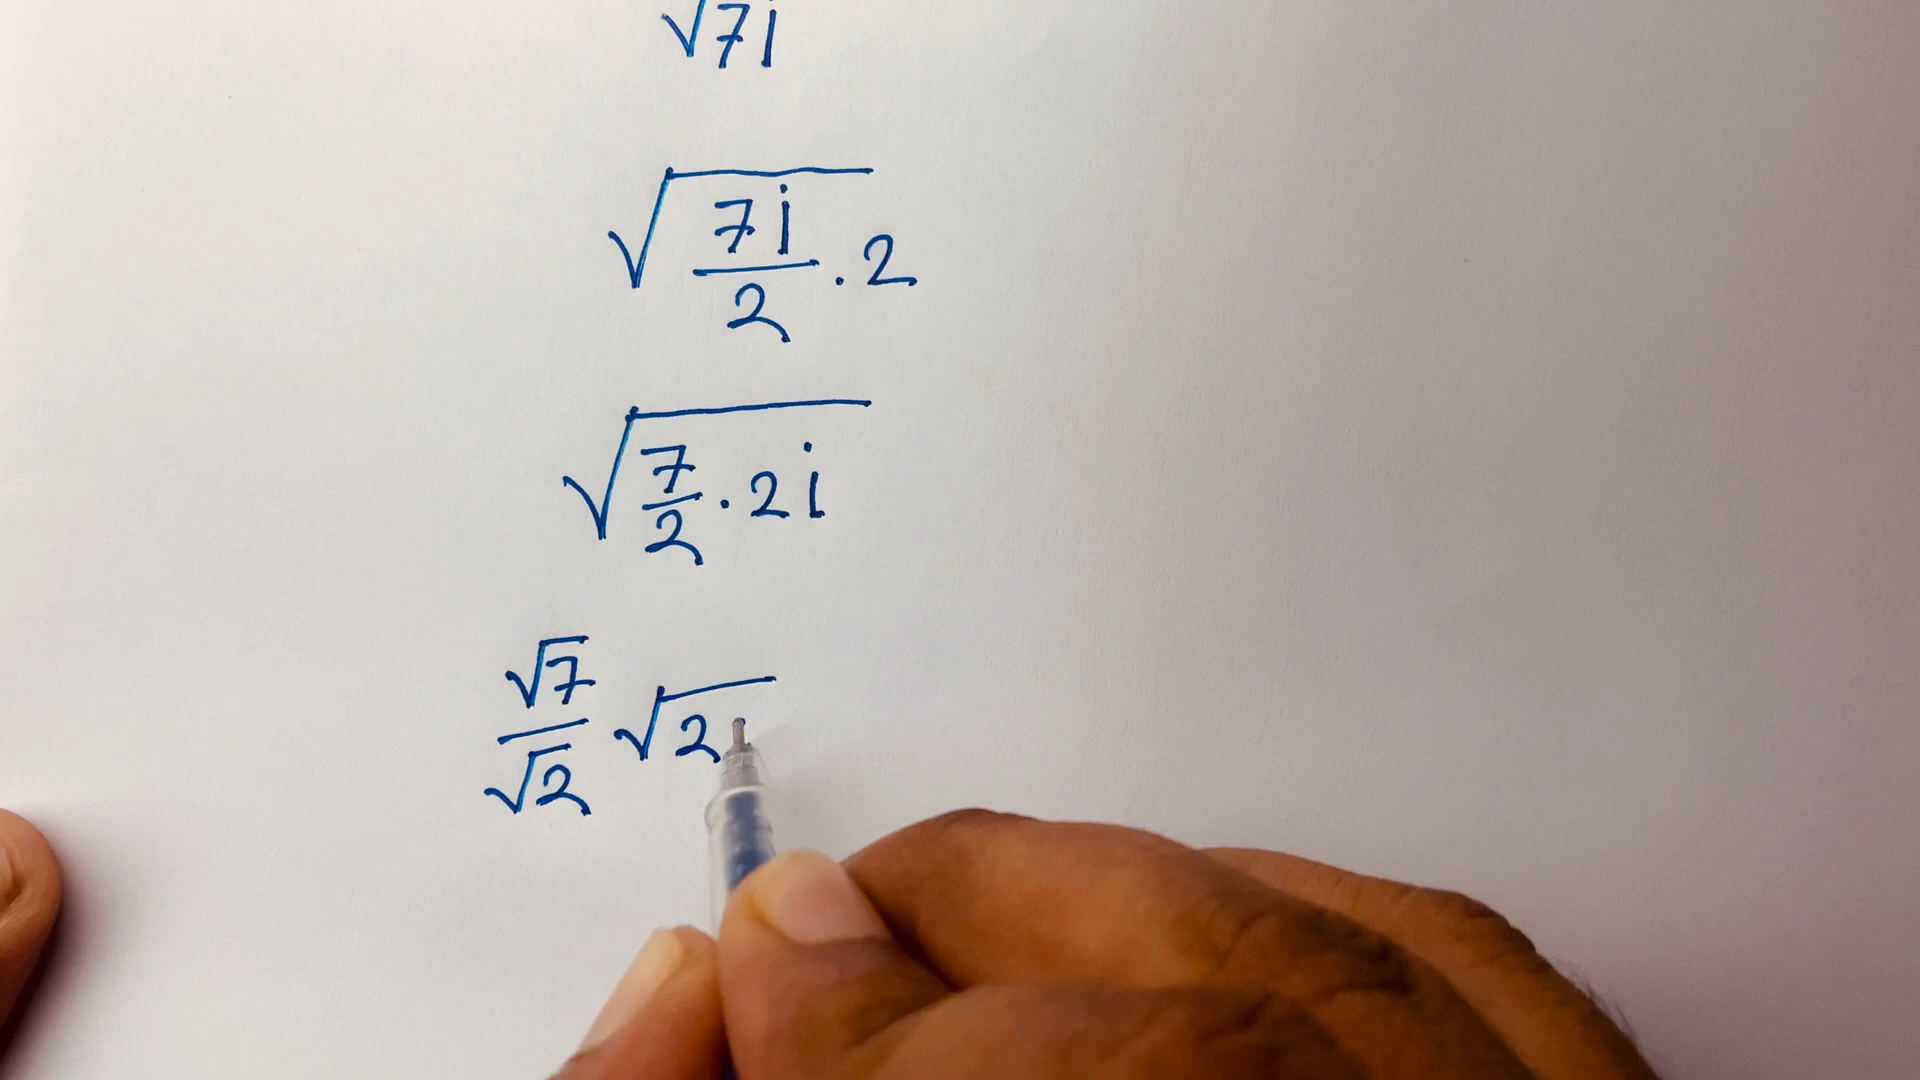 √7i
√(7i/2 . 2)
√(7/2 . 2i)
√7/√2 √2